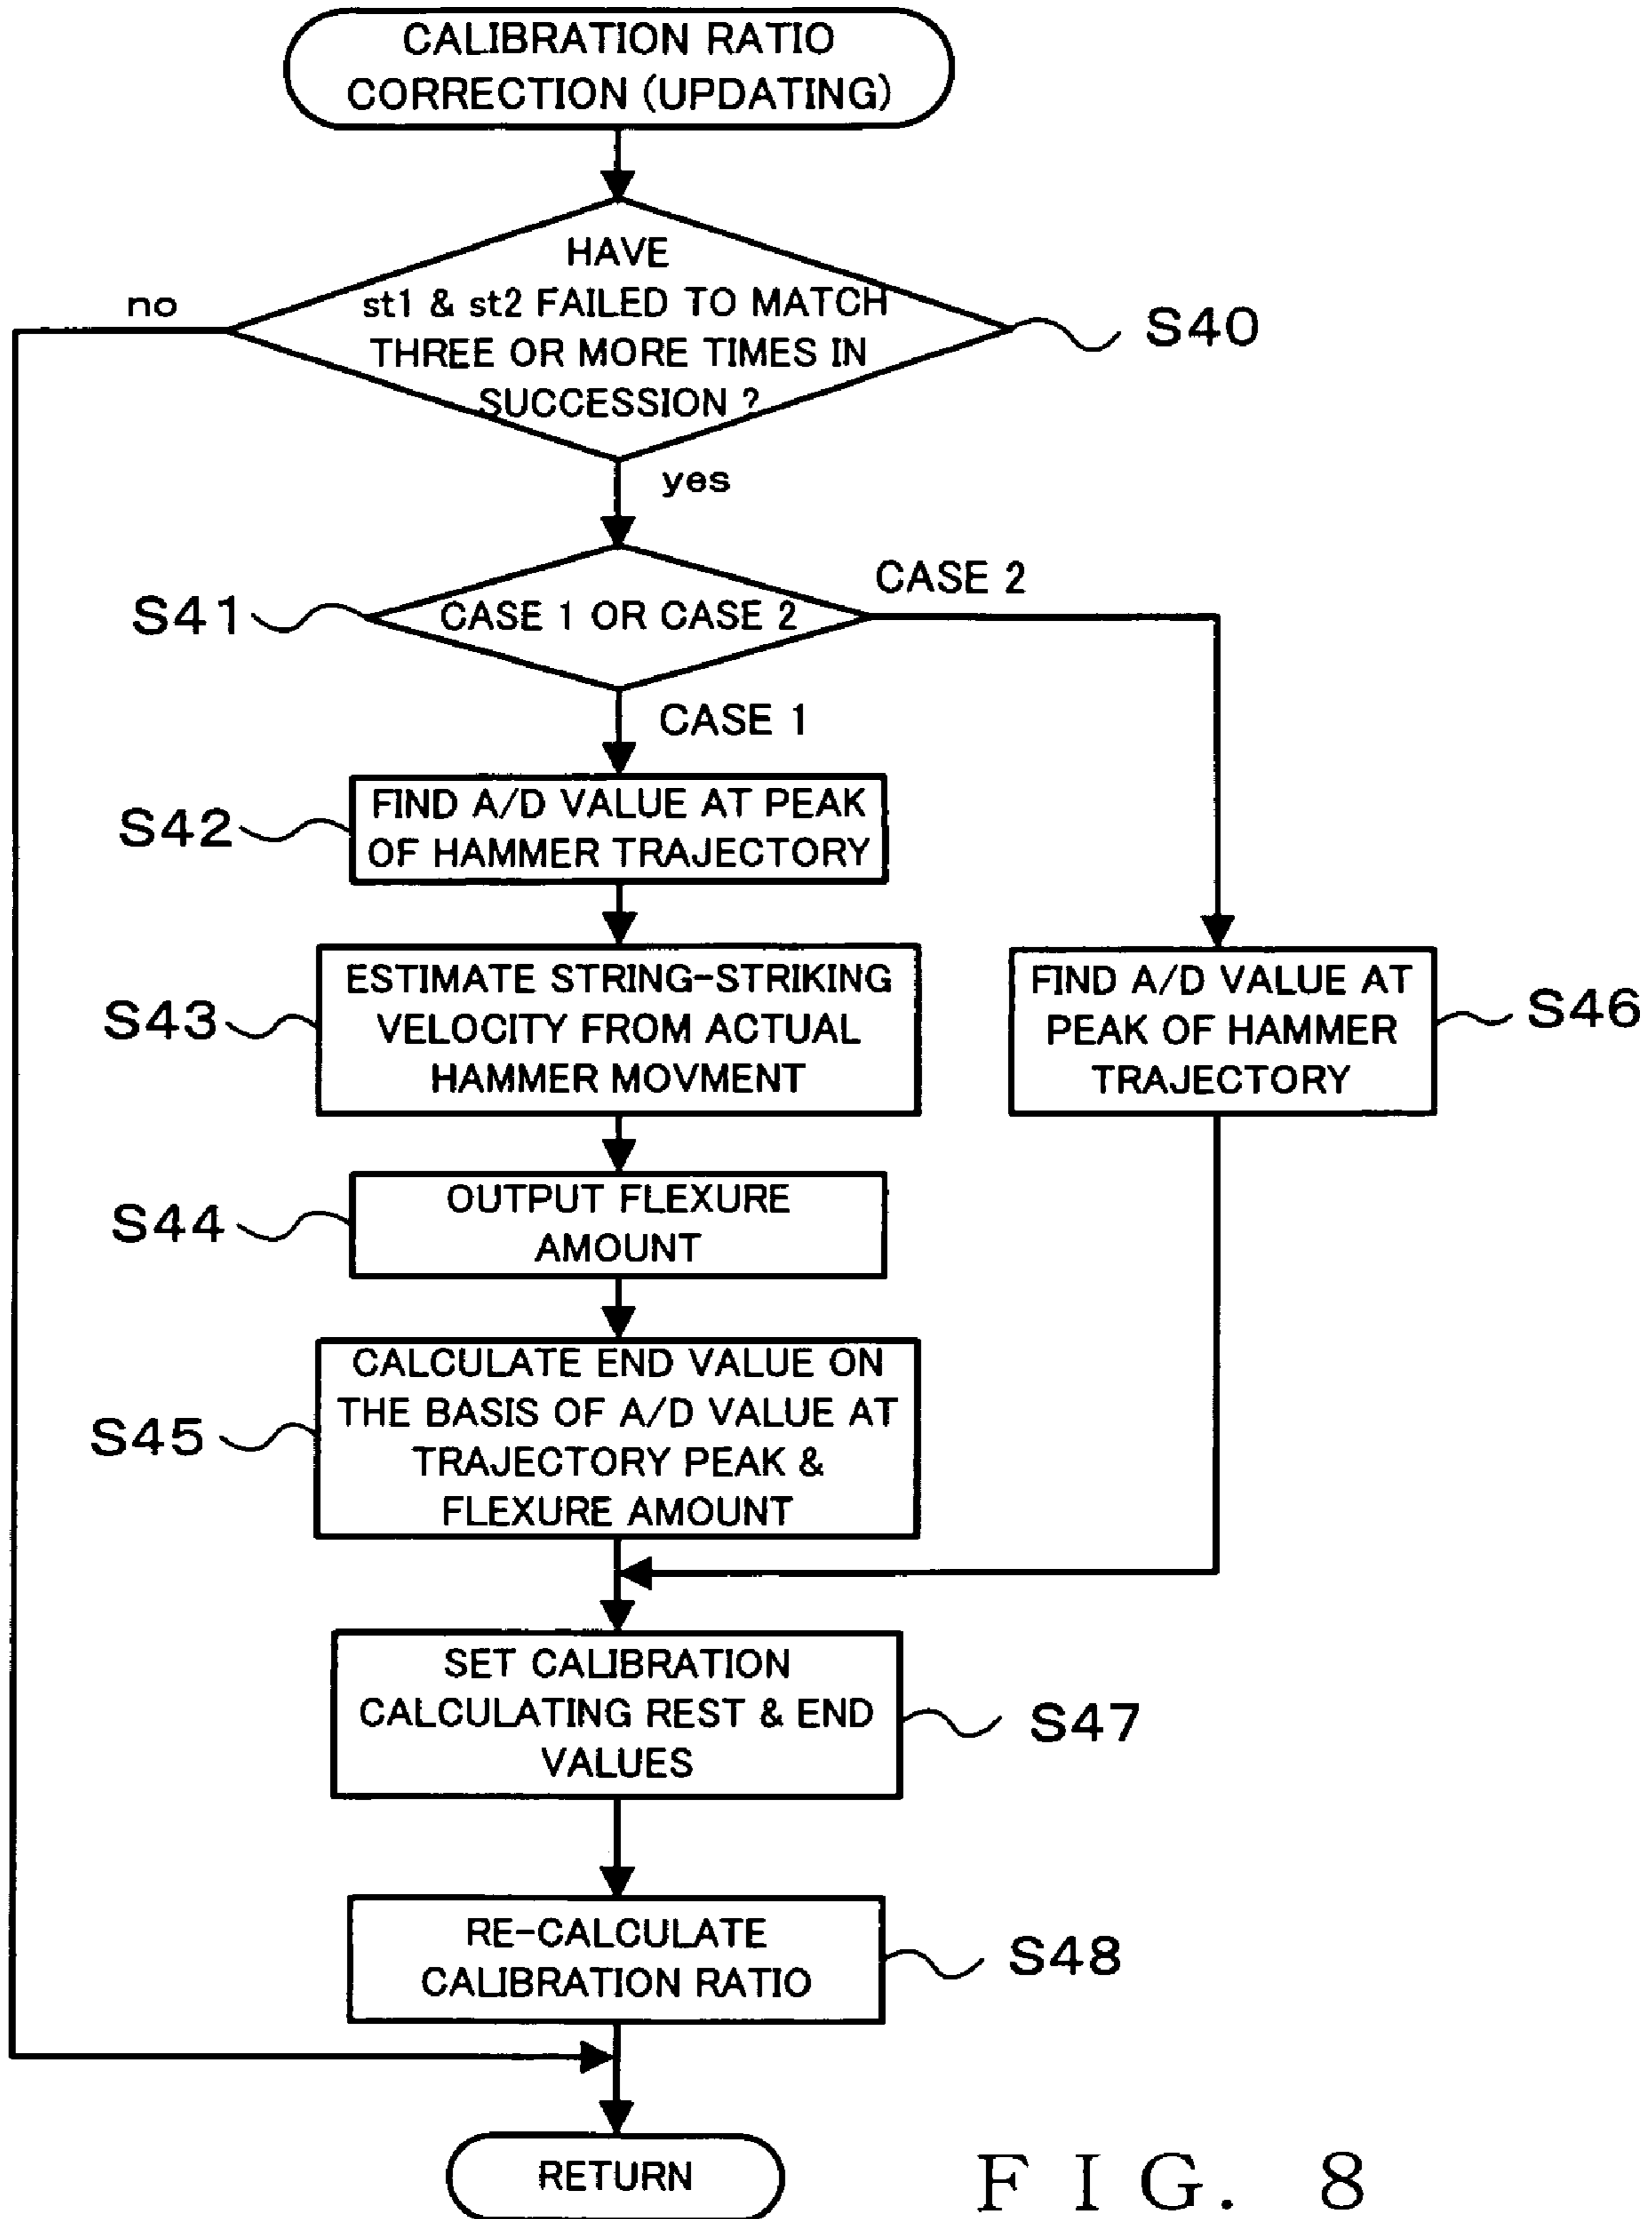 CALIBRATION RATIO
CORRECTION (UPDATING)
HAVE
st1 & st2 FAILED TO MATCH
THREE OR MORE TIMES IN
SUCCESSION ?
no
S40
yes
S41
CASE 1 OR CASE 2
CASE 2
CASE 1
S42
FIND A/D VALUE AT PEAK
OF HAMMER TRAJECTORY
S43
ESTIMATE STRING-STRIKING
VELOCITY FROM ACTUAL
HAMMER MOVMENT
FIND A/D VALUE AT
PEAK OF HAMMER
TRAJECTORY
S46
S44
OUTPUT FLEXURE
AMOUNT
S45
CALCULATE END VALUE ON
THE BASIS OF A/D VALUE AT
TRAJECTORY PEAK &
FLEXURE AMOUNT
SET CALIBRATION
CALCULATING REST & END
VALUES
S47
RE-CALCULATE
CALIBRATION RATIO
S48
RETURN
FIG. 8